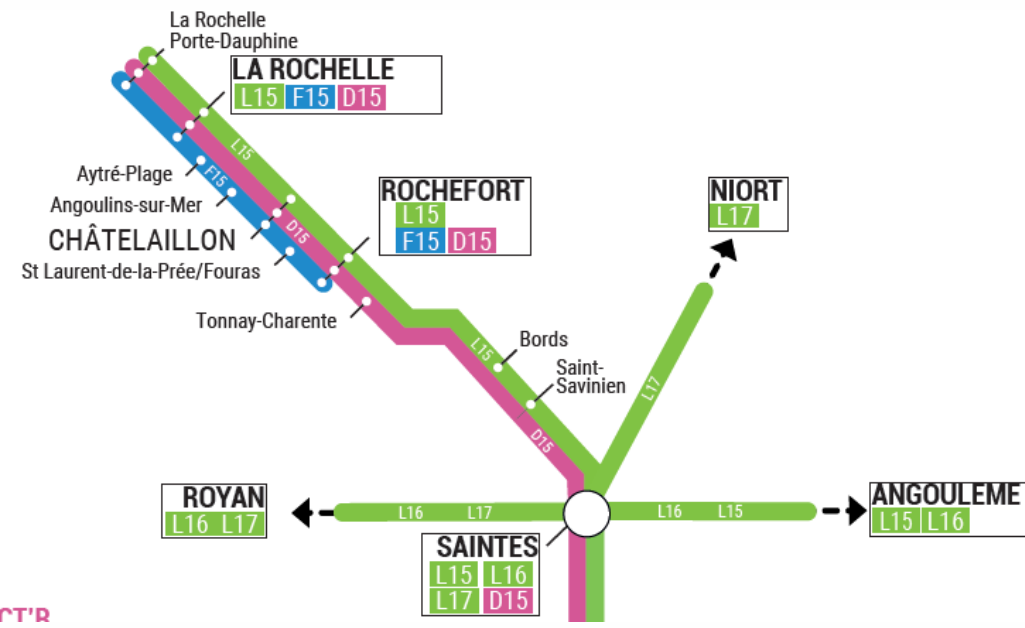 La Rochelle
Porte-Dauphine
LA ROCHELLE
L15 F15 D15
L15
Aytré-Plage
F15
Angoulins-sur-Mer
ROCHEFORT
L15
F15 D15
NIORT
L17
CHÂTELAILLON
D15
St Laurent-de-la-Prée/Fouras
Tonnay-Charente
L15
Bords
Saint-
Savinien
L17
D15
ROYAN
L16 L17
L16 L17
L16 L15
ANGOULEME
L15 L16
SAINTES
L15 L16
L17 D15
CT'R